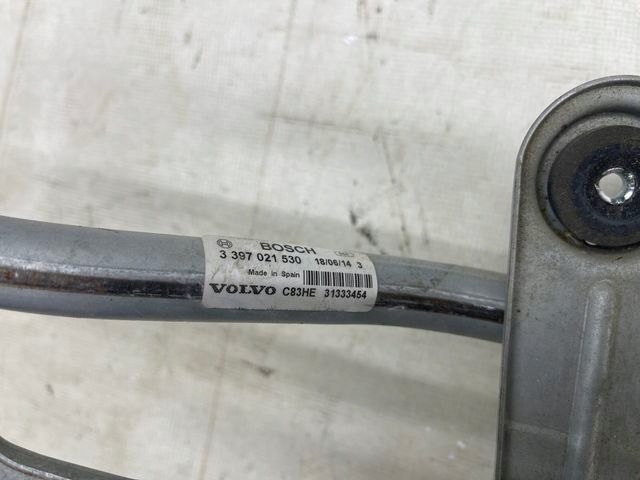 BOSCH
3 397 021 530 18/06/14 3
Made in Spain
VOLVO C83HE 31333454